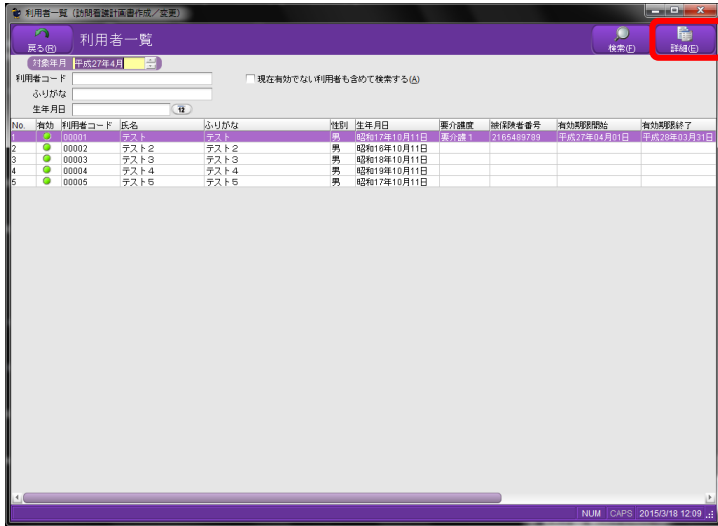 利用者一覧 (訪問看護計画書作成／変更)
戻る(R) 利用者一覧 検索(F) 詳細(E)
対象年月 平成27年4月
利用者コード 現在有効でない利用者も含めて検索する(A)
ふりがな
生年月日
No. 有効 利用者コード 氏名 ふりがな 性別 生年月日 要介護度 被保険者番号 有効期限開始 有効期限終了
1 00001 テスト テスト 男 昭和17年10月11日 要介護1 2165489789 平成27年04月01日 平成28年03月31日
2 00002 テスト2 テスト2 男 昭和16年10月11日
3 00003 テスト3 テスト3 男 昭和18年10月11日
4 00004 テスト4 テスト4 男 昭和19年10月11日
5 00005 テスト5 テスト5 男 昭和17年10月11日
NUM CAPS 2015/3/18 12:09